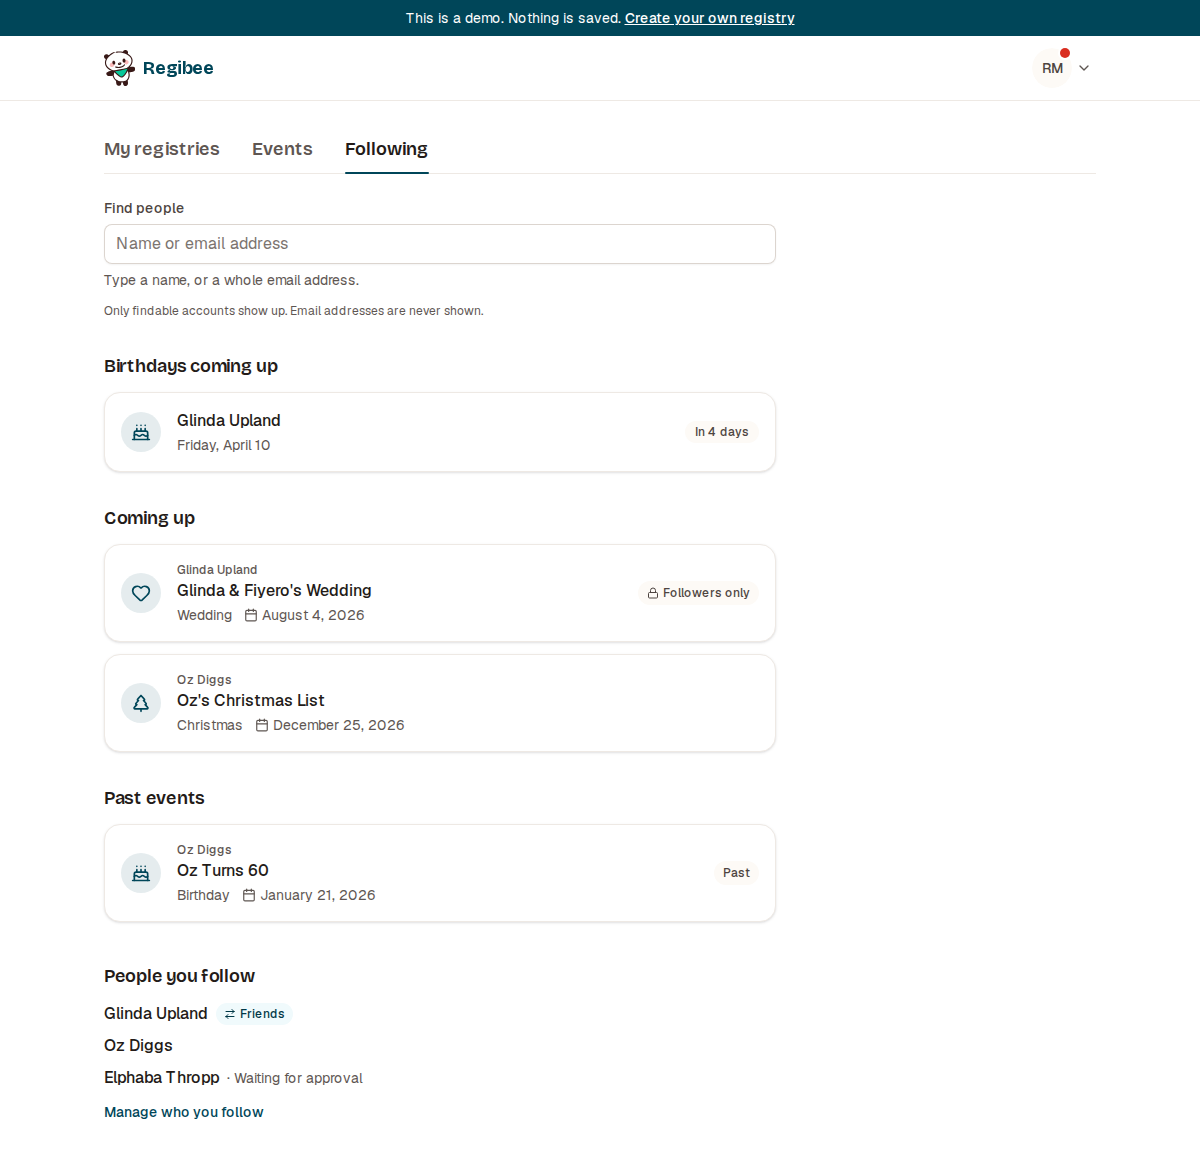 This is a demo. Nothing is saved. Create your own registry
Regibee
RM
My registries
Events
Following
Find people
Name or email address
Type a name, or a whole email address.
Only findable accounts show up. Email addresses are never shown.
Birthdays coming up
Glinda Upland
Friday, April 10
In 4 days
Coming up
Glinda Upland
Glinda & Fiyero's Wedding
Wedding August 4, 2026
Followers only
Oz Diggs
Oz's Christmas List
Christmas December 25, 2026
Past events
Oz Diggs
Oz Turns 60
Birthday January 21, 2026
Past
People you follow
Glinda Upland Friends
Oz Diggs
Elphaba Thropp · Waiting for approval
Manage who you follow